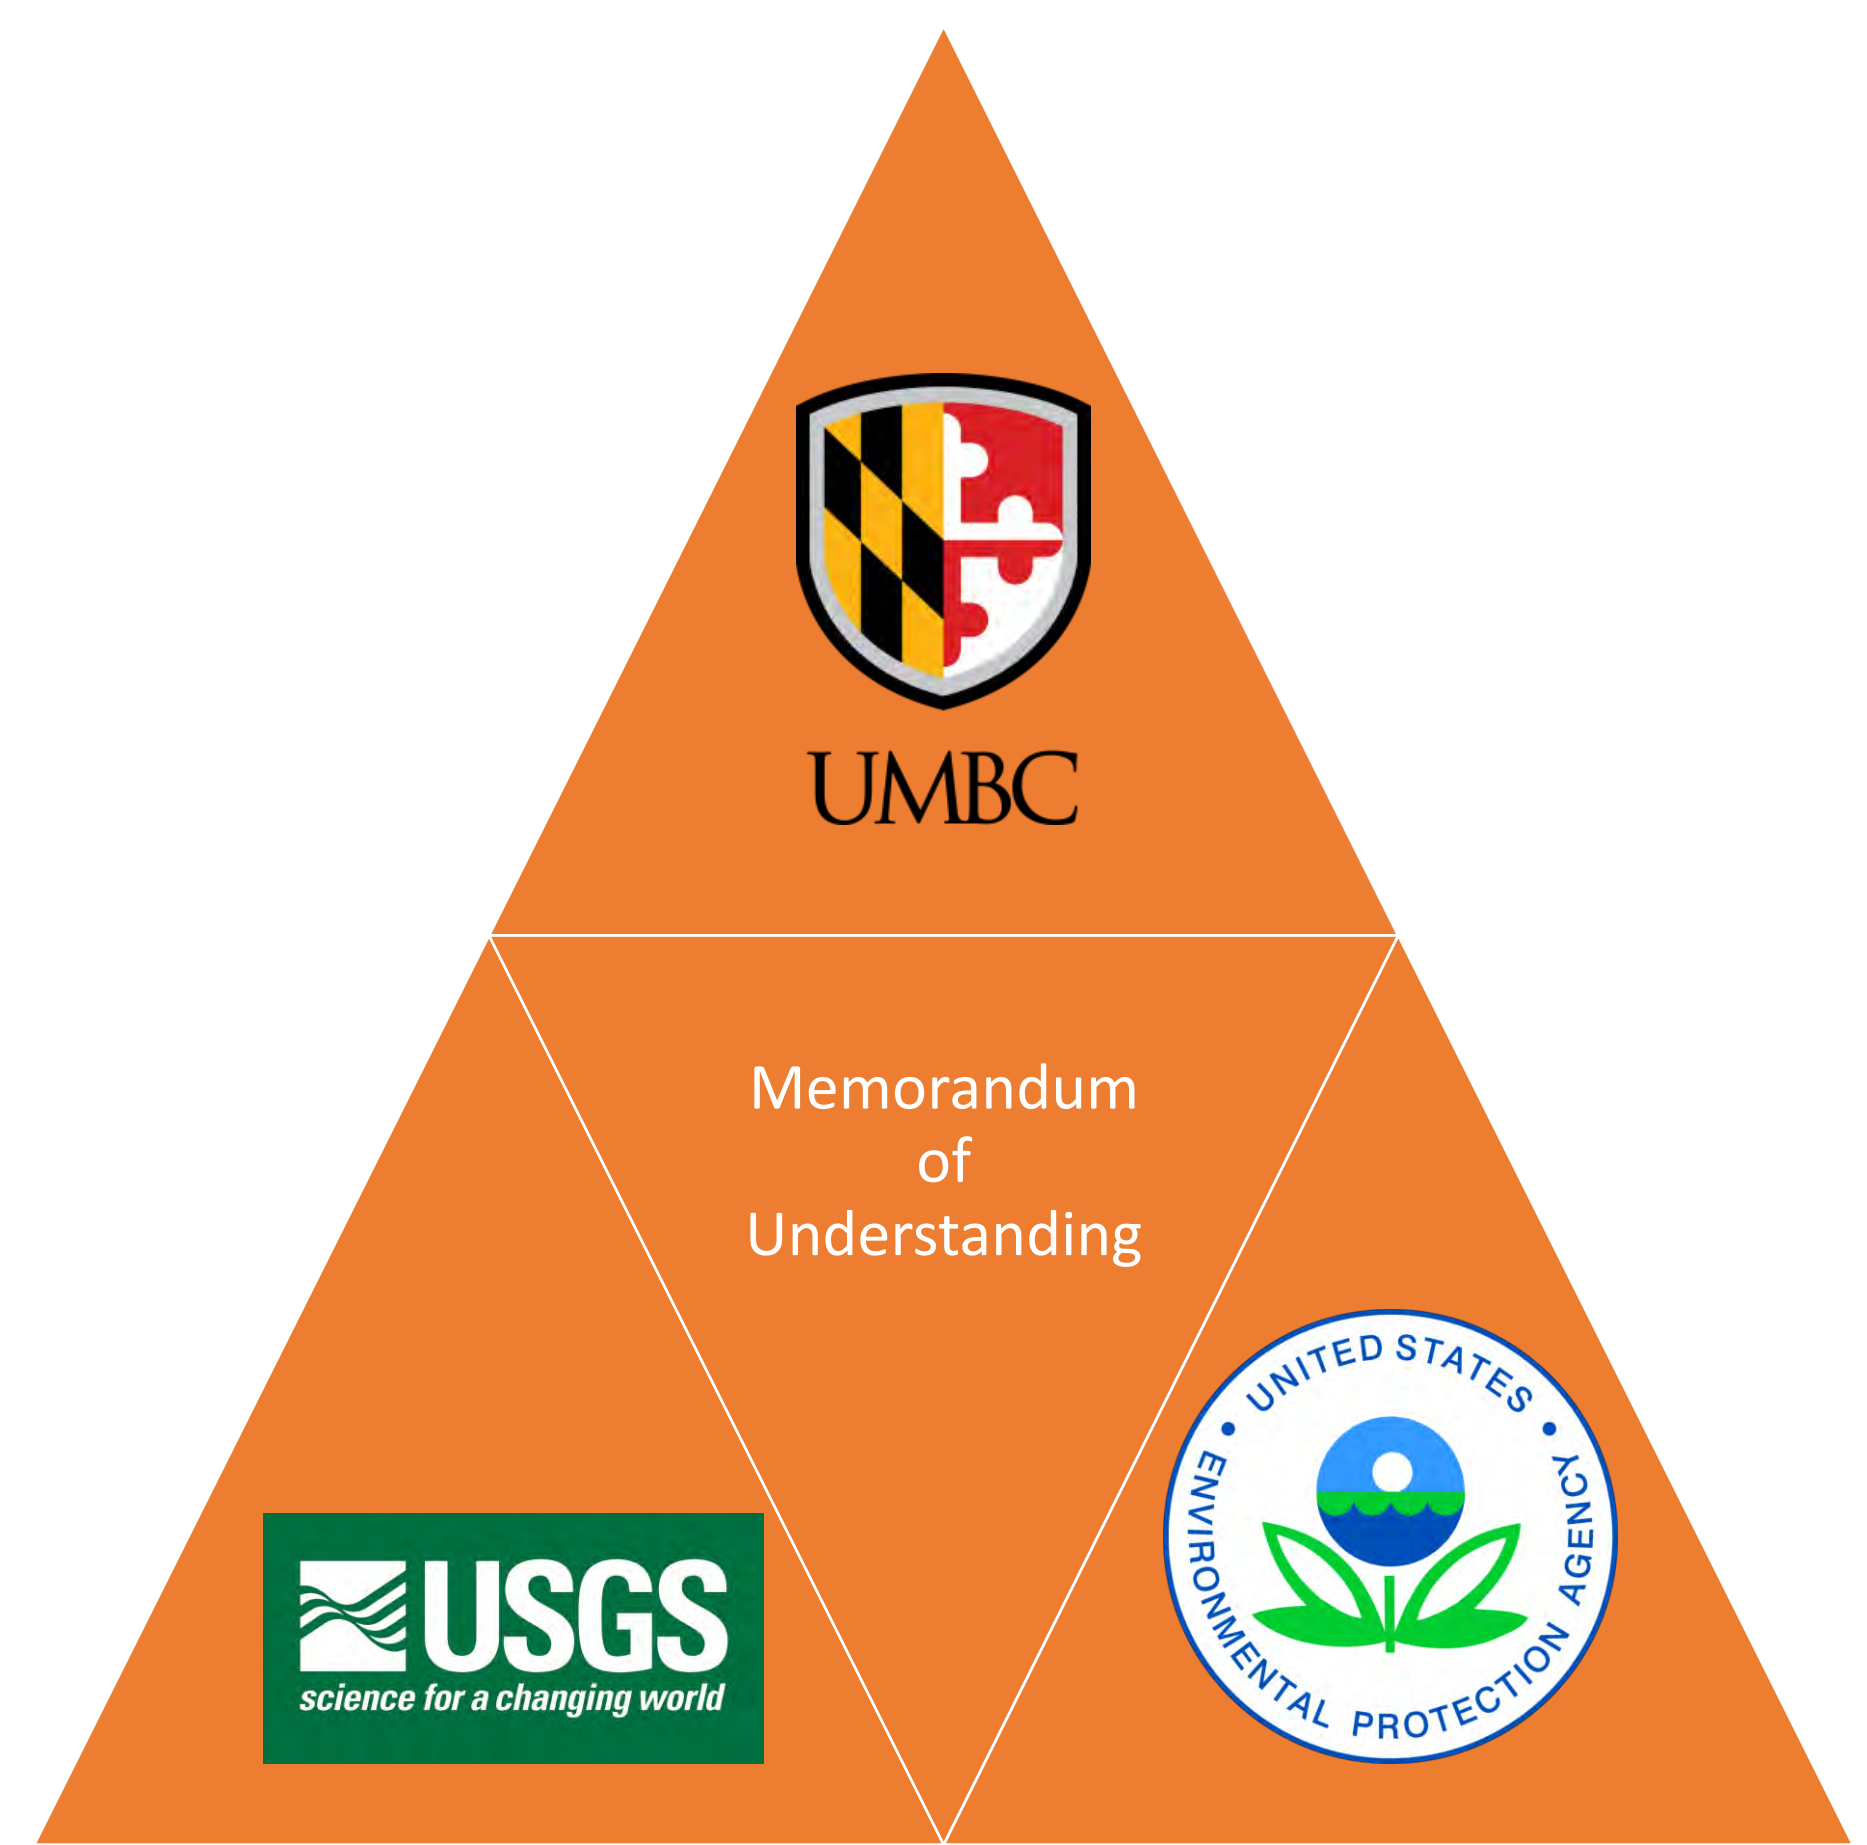 UMBC
Memorandum
of
Understanding
USGS
science for a changing world
UNITED STATES
ENVIRONMENTAL PROTECTION AGENCY